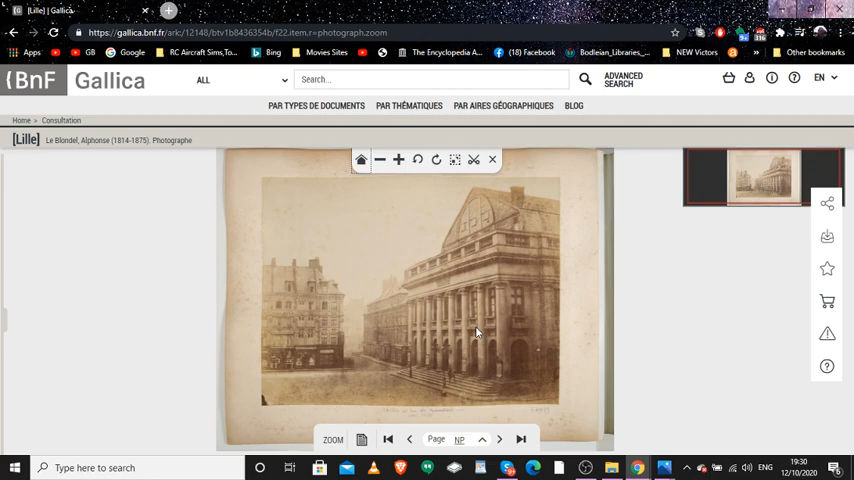 [Lille] | Gallica
https://gallica.bnf.fr/ark:/12148/btv1b8436354b/f22.item.r=photograph.zoom
Apps
GB
Google
RC Aircraft Sims,To...
Bing
Movies Sites
The Encyclopedia A...
(18) Facebook
Bodleian_Libraries,_...
NEW Victors
»
Other bookmarks
{BnF Gallica
ALL
Search...
ADVANCED
SEARCH
EN
PAR TYPES DE DOCUMENTS PAR THÉMATIQUES PAR AIRES GÉOGRAPHIQUES BLOG
Home > Consultation
[Lille] Le Blondel, Alphonse (1814-1875). Photographe
ZOOM
Page NP
Type here to search
ENG
19:30
12/10/2020